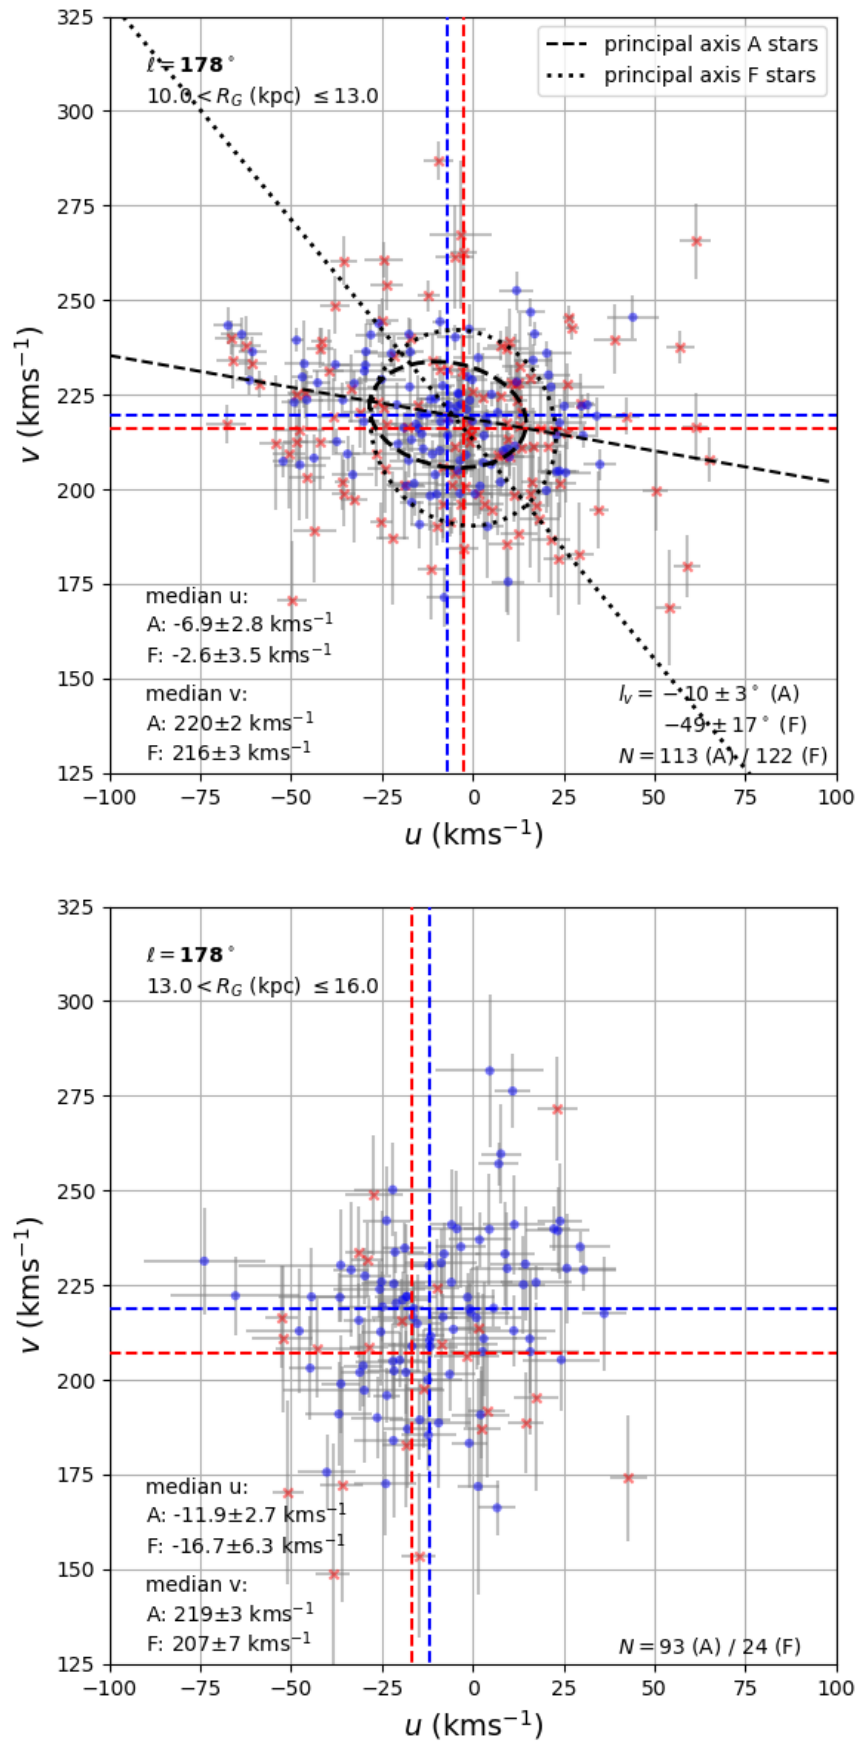 325
300
275
250
225
200
175
150
125
v (kms⁻¹)
ℓ = 178°
10.0 < R_G (kpc) ≤ 13.0
principal axis A stars
principal axis F stars
median u:
A: -6.9±2.8 kms⁻¹
F: -2.6±3.5 kms⁻¹
median v:
A: 220±2 kms⁻¹
F: 216±3 kms⁻¹
l_v = −10 ± 3° (A)
−49 ± 17° (F)
N = 113 (A) / 122 (F)
−100 −75 −50 −25 0 25 50 75 100
u (kms⁻¹)
325
300
275
250
225
200
175
150
125
v (kms⁻¹)
ℓ = 178°
13.0 < R_G (kpc) ≤ 16.0
median u:
A: -11.9±2.7 kms⁻¹
F: -16.7±6.3 kms⁻¹
median v:
A: 219±3 kms⁻¹
F: 207±7 kms⁻¹
N = 93 (A) / 24 (F)
−100 −75 −50 −25 0 25 50 75 100
u (kms⁻¹)